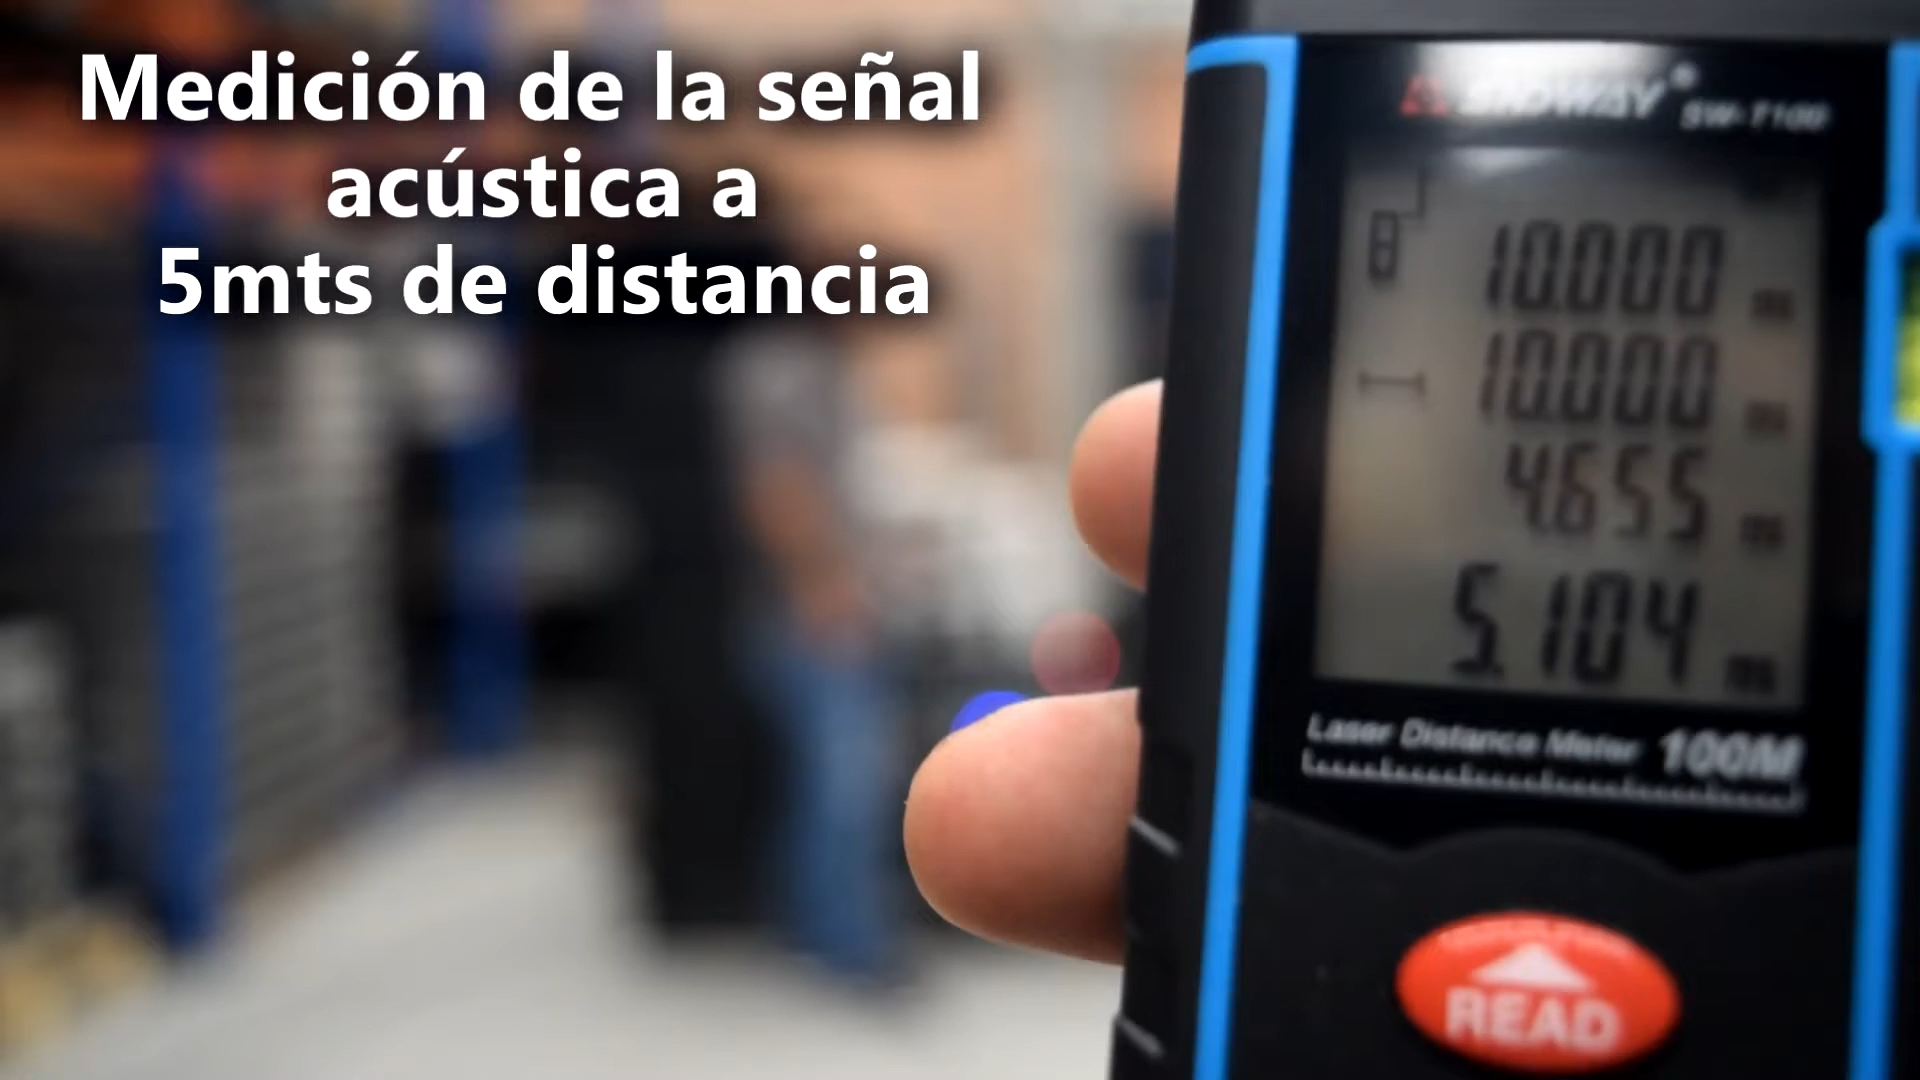 Medición de la señal
acústica a
5mts de distancia
SNDWAY® SW-T100
10.000 m
10.000 m
4.655 m
5.104 m
Laser Distance Meter 100M
READ